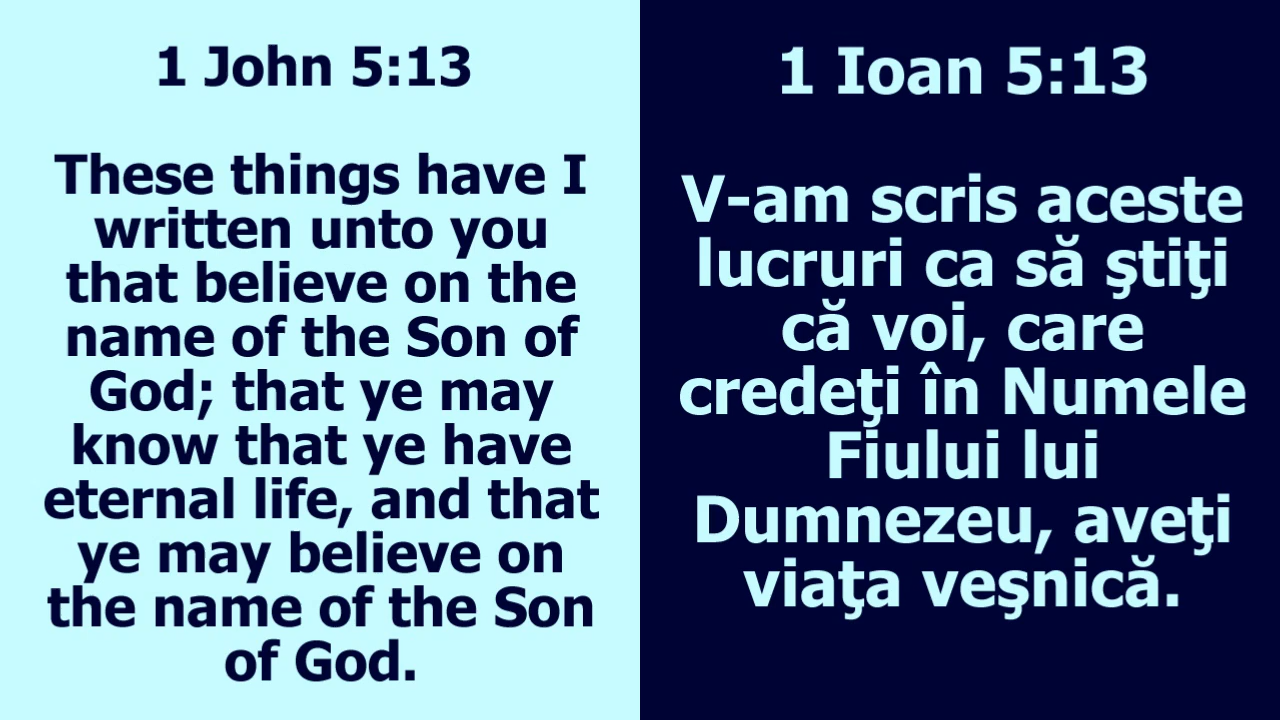 1 John 5:13
These things have I
written unto you
that believe on the
name of the Son of
God; that ye may
know that ye have
eternal life, and that
ye may believe on
the name of the Son
of God.
1 Ioan 5:13
V-am scris aceste
lucruri ca să ştiţi
că voi, care
credeţi în Numele
Fiului lui
Dumnezeu, aveţi
viaţa veşnică.